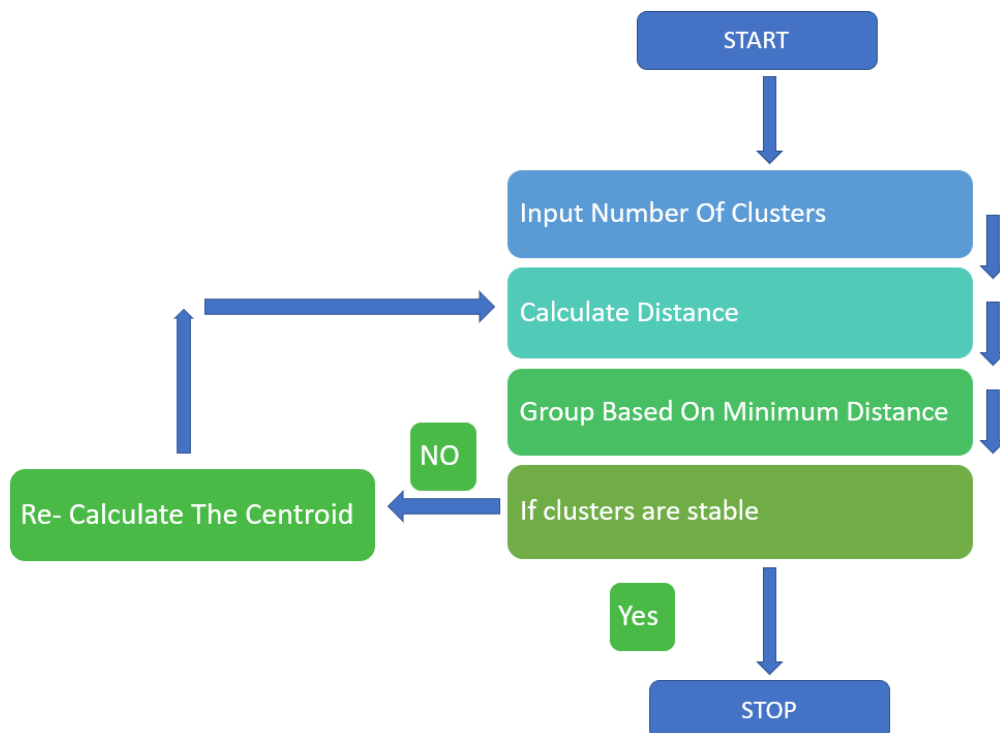 START
Input Number Of Clusters
Calculate Distance
Group Based On Minimum Distance
NO
Re- Calculate The Centroid
If clusters are stable
Yes
STOP